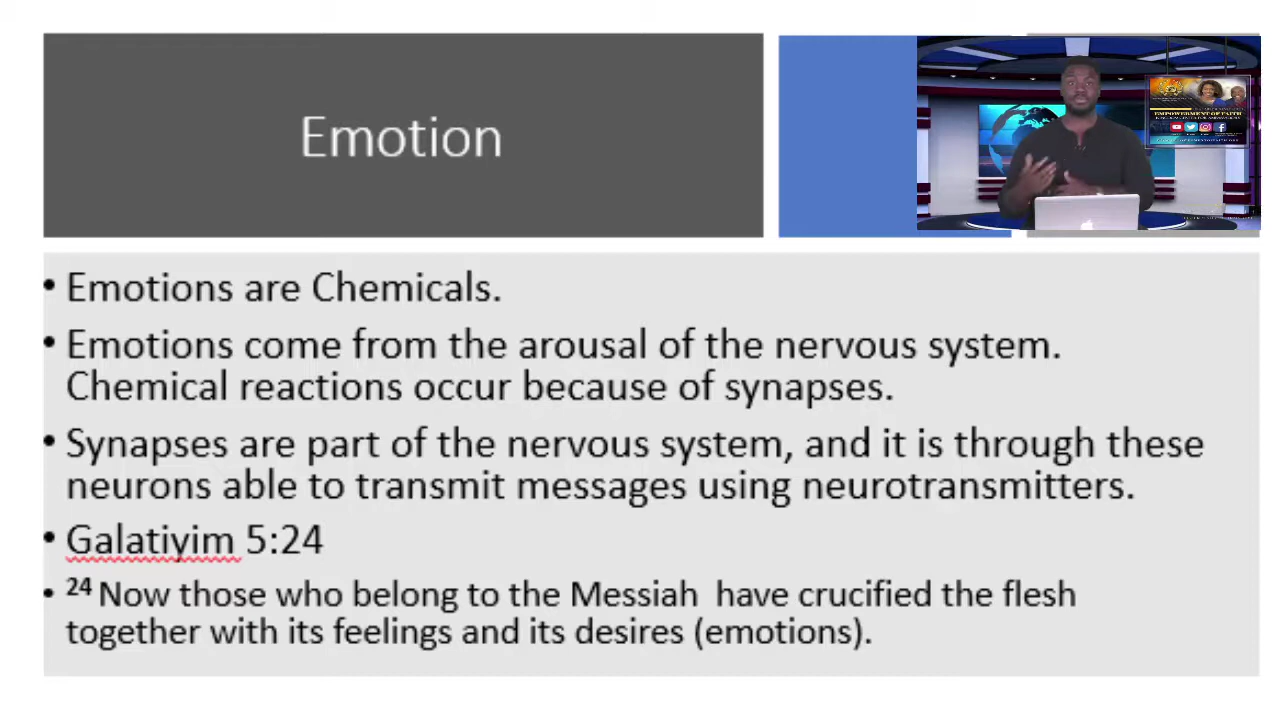 Emotion
EMPOWERMENT OF FAITH
• Emotions are Chemicals.
• Emotions come from the arousal of the nervous system.
Chemical reactions occur because of synapses.
• Synapses are part of the nervous system, and it is through these
neurons able to transmit messages using neurotransmitters.
• Galatiyim 5:24
• 24 Now those who belong to the Messiah have crucified the flesh
together with its feelings and its desires (emotions).